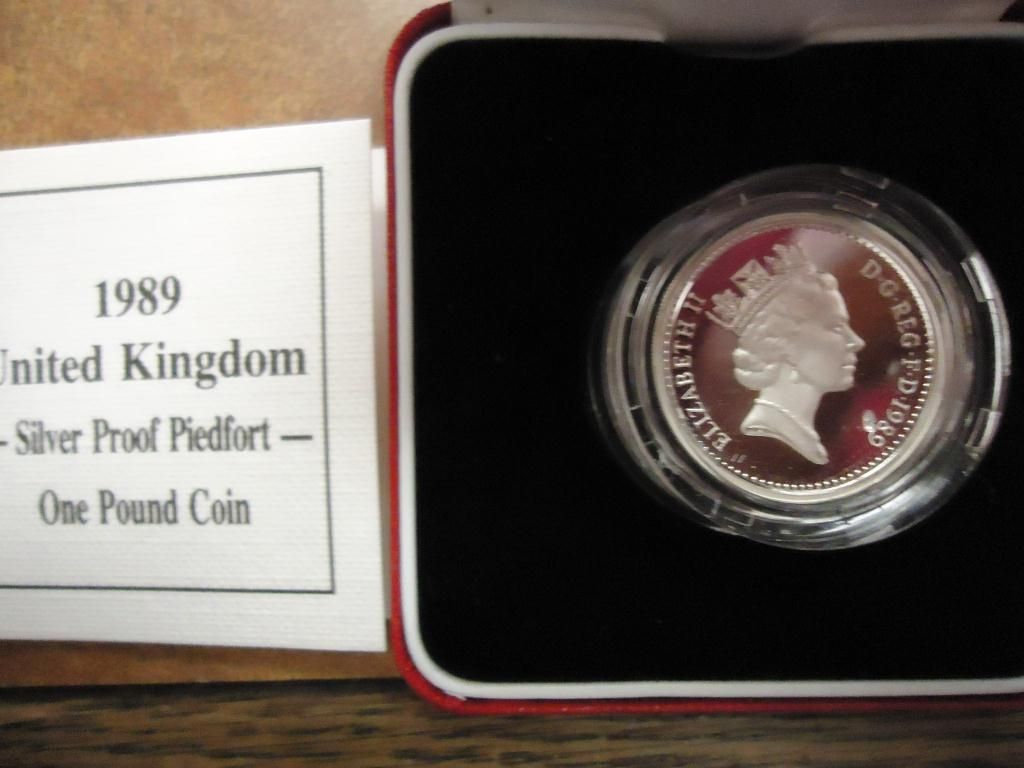 1989
United Kingdom
– Silver Proof Piedfort —
One Pound Coin
ELIZABETH II
D·G·REG·F·D·1989